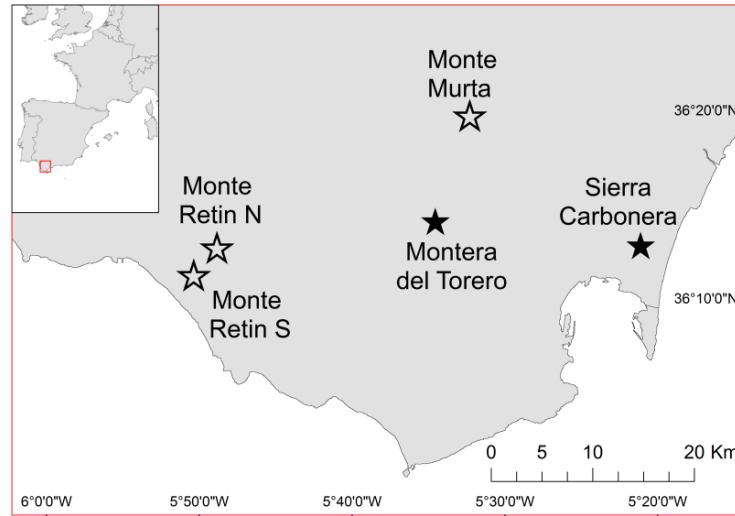 Monte
Murta
36°20'0"N
Monte
Retin N
Sierra
Carbonera
Montera
del Torero
Monte
Retin S
36°10'0"N
0 5 10 20 Km
6°0'0"W 5°50'0"W 5°40'0"W 5°30'0"W 5°20'0"W